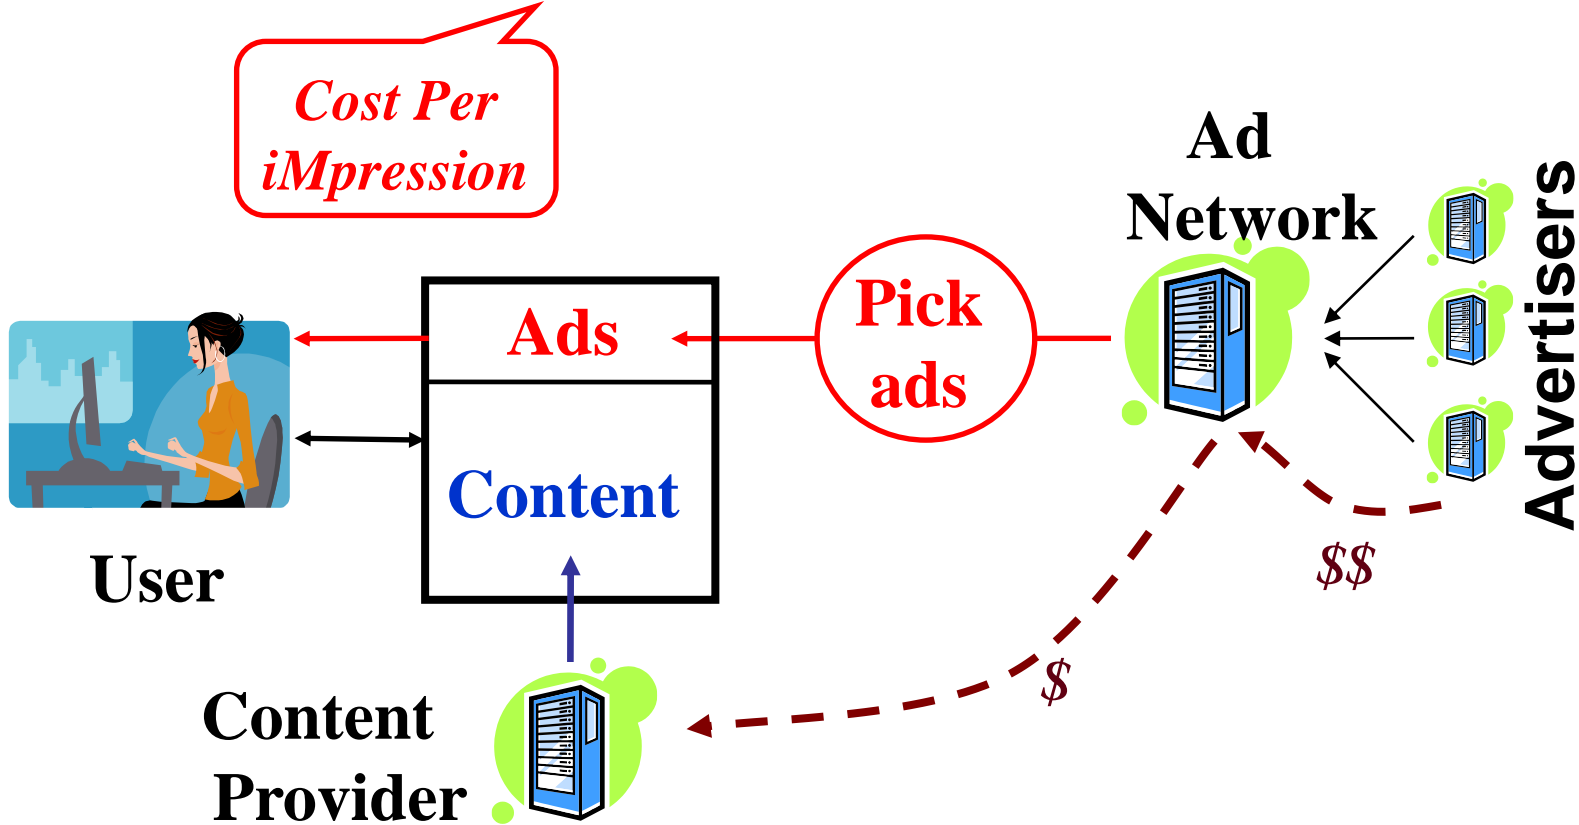 Cost Per
iMpression
Ad
Network
Advertisers
Pick
ads
Ads
Content
User
$$
$
Content
Provider